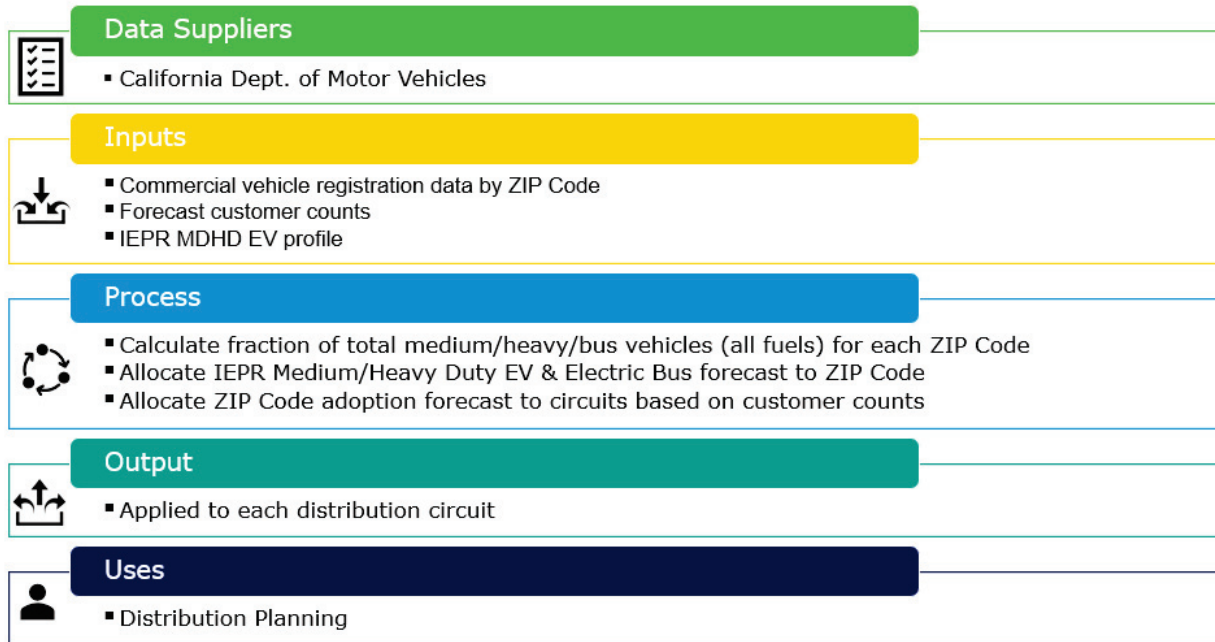 Data Suppliers
▪ California Dept. of Motor Vehicles
Inputs
▪ Commercial vehicle registration data by ZIP Code
▪ Forecast customer counts
▪ IEPR MDHD EV profile
Process
▪ Calculate fraction of total medium/heavy/bus vehicles (all fuels) for each ZIP Code
▪ Allocate IEPR Medium/Heavy Duty EV & Electric Bus forecast to ZIP Code
▪ Allocate ZIP Code adoption forecast to circuits based on customer counts
Output
▪ Applied to each distribution circuit
Uses
▪ Distribution Planning